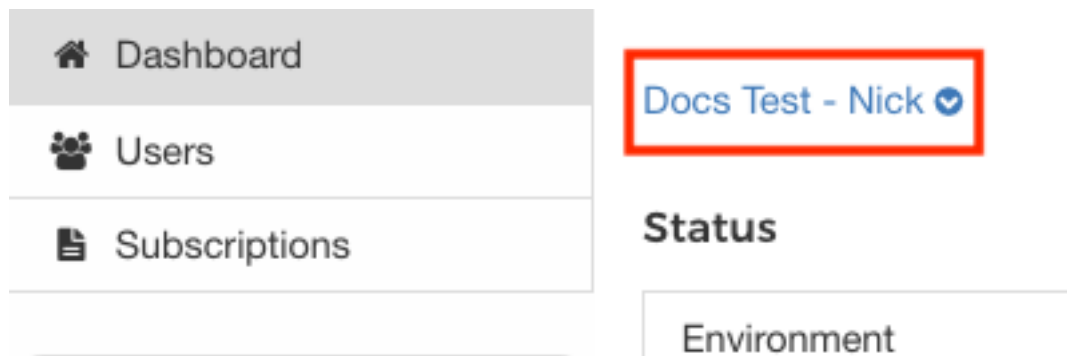 Dashboard
Users
Subscriptions
Docs Test - Nick
Status
Environment